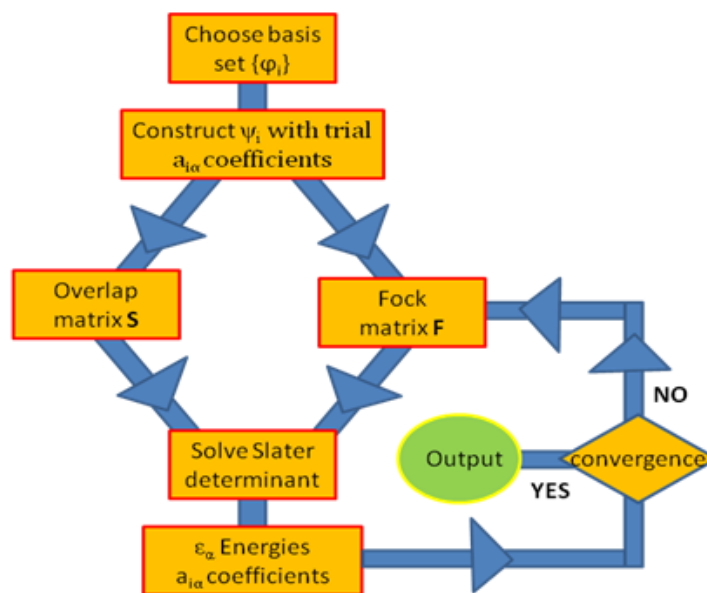 Choose basis
set {φᵢ}
Construct ψᵢ with trial
aᵢα coefficients
Overlap
matrix S
Fock
matrix F
NO
Solve Slater
determinant
Output
convergence
YES
εα Energies
aᵢα coefficients